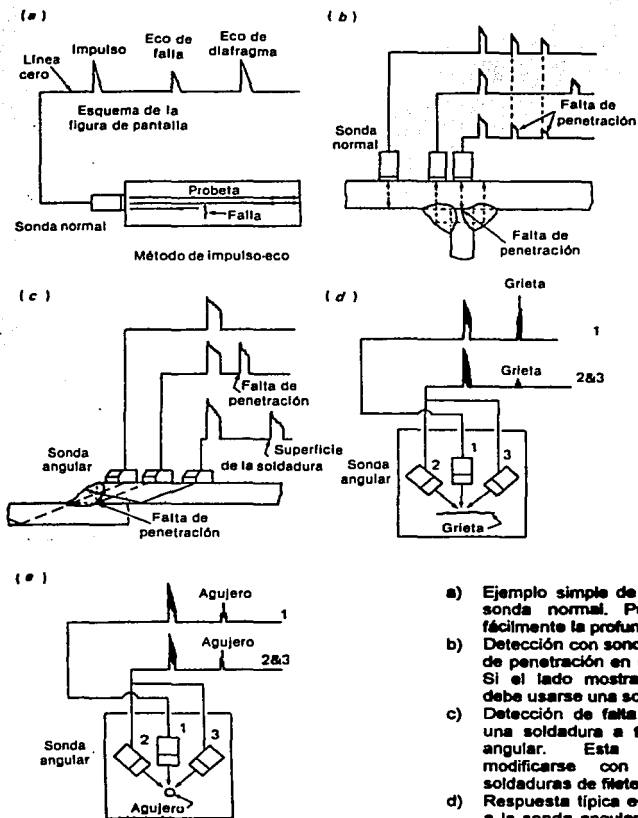 (a)
Línea
cero
Impulso
Eco de
falla
Eco de
diafragma
Esquema de la
figura de pantalla
Sonda normal
Probeta
Falla
Método de impulso-eco
(b)
Sonda
normal
Falta de
penetración
Falta de
penetración
(c)
Falta de
penetración
Superficie
de la soldadura
Sonda
angular
Falta de
penetración
(d)
Grieta
1
Grieta
2&3
Sonda
angular
2
1
3
Grieta
(e)
Agujero
1
Agujero
2&3
Sonda
angular
2
1
3
Agujero
a) Ejemplo simple de
sonda normal.
fácilmente la
b) Detección con
de penetración en
Si el lado
debe usarse una
c) Detección de falta
una soldadura a
angular. Esta
modificarse con
soldaduras de filete
d) Respuesta típica
a la sonda angular